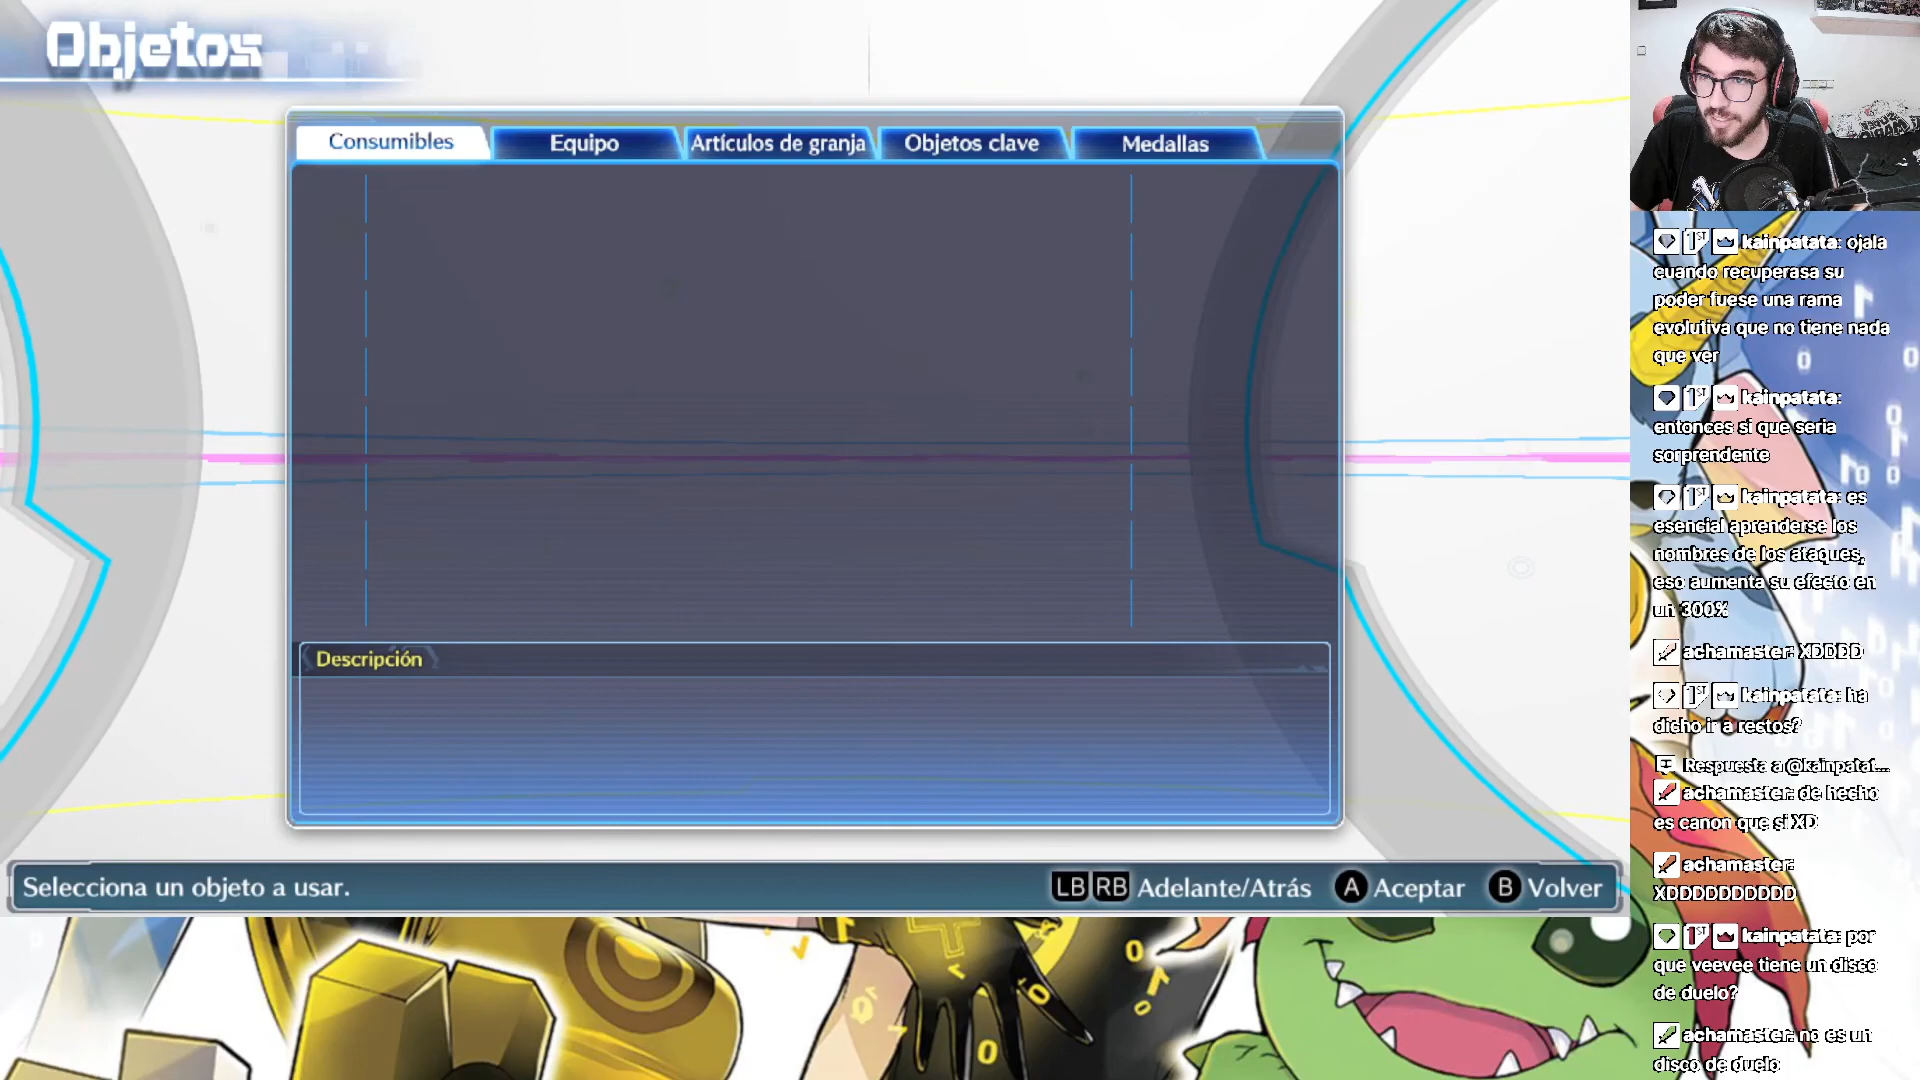 Objetos
Consumibles
Equipo
Artículos de granja
Objetos clave
Medallas
Descripción
Selecciona un objeto a usar.
LB RB Adelante/Atrás
A Aceptar
B Volver
kainpatata: ojala
cuando recuperasa su
poder fuese una rama
evolutiva que no tiene nada
que ver
kainpatata:
entonces si que seria
sorprendente
kainpatata: es
esencial aprenderse los
nombres de los ataques,
eso aumenta su efecto en
un 300%
achamaster: XDDDD
kainpatata: ha
dicho ir a restos?
Respuesta a @kainpatat...
achamaster: de hecho
es canon que si XD
achamaster:
XDDDDDDDDDD
kainpatata: por
que veevee tiene un disco
de duelo?
achamaster: no es un
disco de duelo